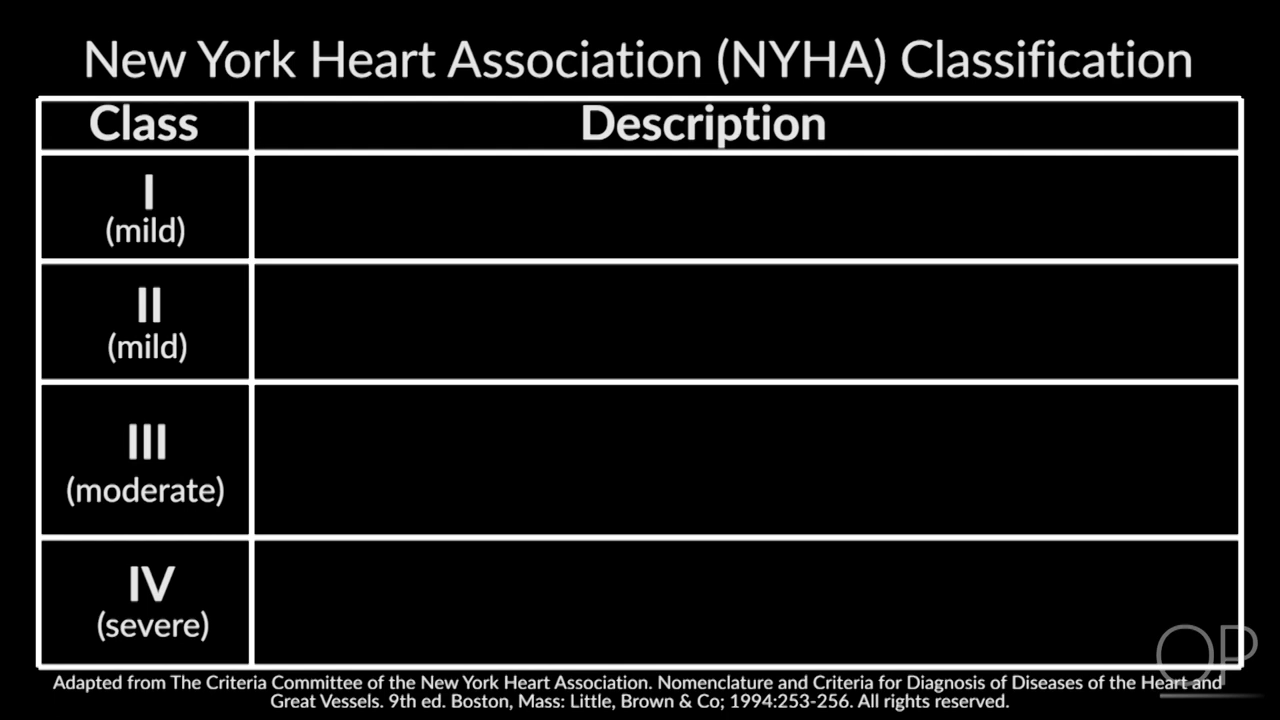 New York Heart Association (NYHA) Classification
Class
Description
I
(mild)
II
(mild)
III
(moderate)
IV
(severe)
OP
Adapted from The Criteria Committee of the New York Heart Association. Nomenclature and Criteria for Diagnosis of Diseases of the Heart and
Great Vessels. 9th ed. Boston, Mass: Little, Brown & Co; 1994:253-256. All rights reserved.